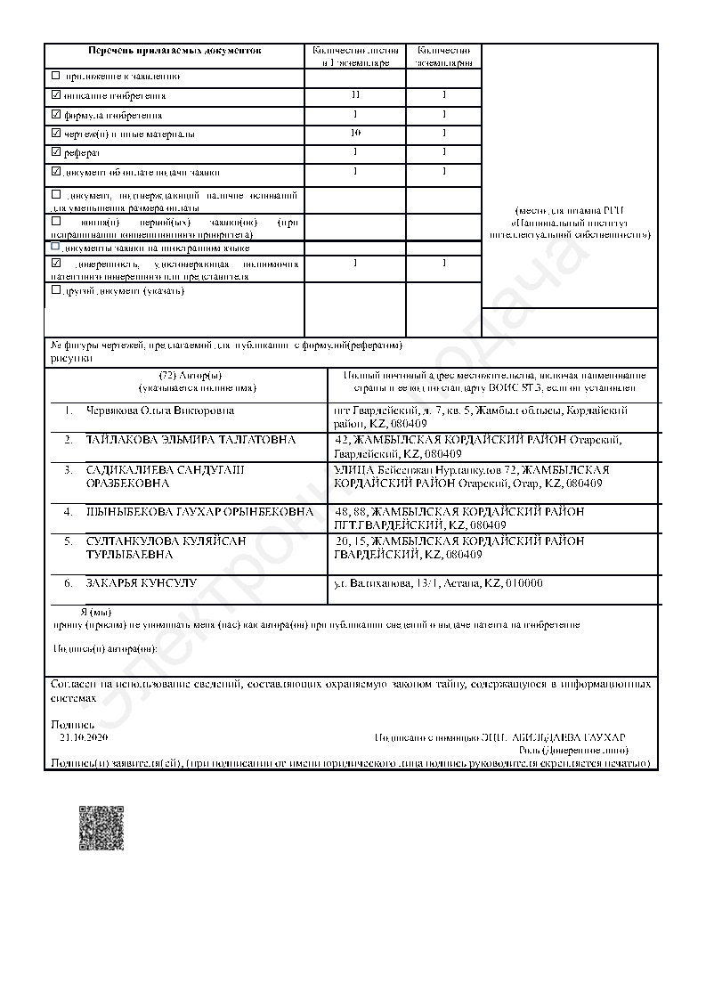 Перечень прилагаемых документов
Количество листов
в 1 экземпляре
Количество
экземпляров
☐ приложение к заявлению
☑ описание изобретения 11 1
☑ формула изобретения 1 1
☑ чертеж(и) и иные материалы 10 1
☑ реферат 1 1
☑ документ об оплате подачи заявки 1 1
☐ документ, подтверждающий наличие оснований
для уменьшения размера оплаты
☐ копия(и) первой(ых) заявки(ок) (при
испрашивании конвенционного приоритета)
☐ документы заявки на иностранном языке
☑ доверенность, удостоверяющая полномочия 1 1
патентного поверенного или представителя
☐ другой документ (указать)
(место для штампа РГП
«Национальный институт
интеллектуальной собственности»)
№ фигуры чертежей, предлагаемой для публикации с формулой(рефератом)
рисунки
(72) Автор(ы)
(указывается полное имя)
Полный почтовый адрес местожительства, включая наименование
страны и ее код по стандарту ВОИС ST.3, если он установлен
1. Червякова Ольга Викторовна
пгт Гвардейский, д. 7, кв. 5, Жамбыл облысы, Кордайский
район, KZ, 080409
2. ТАЙЛАКОВА ЭЛЬМИРА ТАЛГАТОВНА
42, ЖАМБЫЛСКАЯ КОРДАЙСКИЙ РАЙОН Отарский,
Гвардейский, KZ, 080409
3. САДИКАЛИЕВА САНДУГАШ
ОРАЗБЕКОВНА
УЛИЦА Бейсенжан Нурланкулов 72, ЖАМБЫЛСКАЯ
КОРДАЙСКИЙ РАЙОН Отарский, Отар, KZ, 080409
4. ШЫНЫБЕКОВА ГАУХАР ОРЫНБЕКОВНА
48, 88, ЖАМБЫЛСКАЯ КОРДАЙСКИЙ РАЙОН
ПГТ.ГВАРДЕЙСКИЙ, KZ, 080409
5. СУЛТАНКУЛОВА КУЛЯЙСАН
ТУРЛЫБАЕВНА
20, 15, ЖАМБЫЛСКАЯ КОРДАЙСКИЙ РАЙОН
ГВАРДЕЙСКИЙ, KZ, 080409
6. ЗАКАРЬЯ КУНСУЛУ
ул. Валиханова, 13/1, Астана, KZ, 010000
Я (мы)
прошу (просим) не упоминать меня (нас) как автора(ов) при публикации сведений о выдаче патента на изобретение
Подпись(и) автора(ов):
Согласен на использование сведений, составляющих охраняемую законом тайну, содержащуюся в информационных
системах
Подпись
21.10.2020
Подписано с помощью ЭЦП: АБИЛЬДАЕВА ГАУХАР
Роль (Доверенное лицо)
Подпись(и) заявителя(ей), (при подписании от имени юридического лица подпись руководителя скрепляется печатью)
Электронная подача